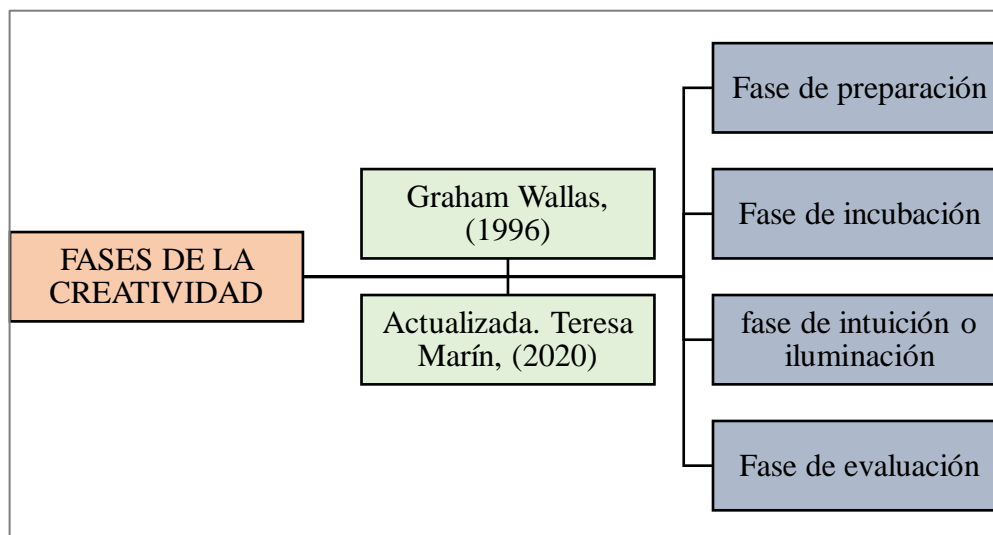 FASES DE LA
CREATIVIDAD
Graham Wallas,
(1996)
Actualizada. Teresa
Marín, (2020)
Fase de preparación
Fase de incubación
fase de intuición o
iluminación
Fase de evaluación